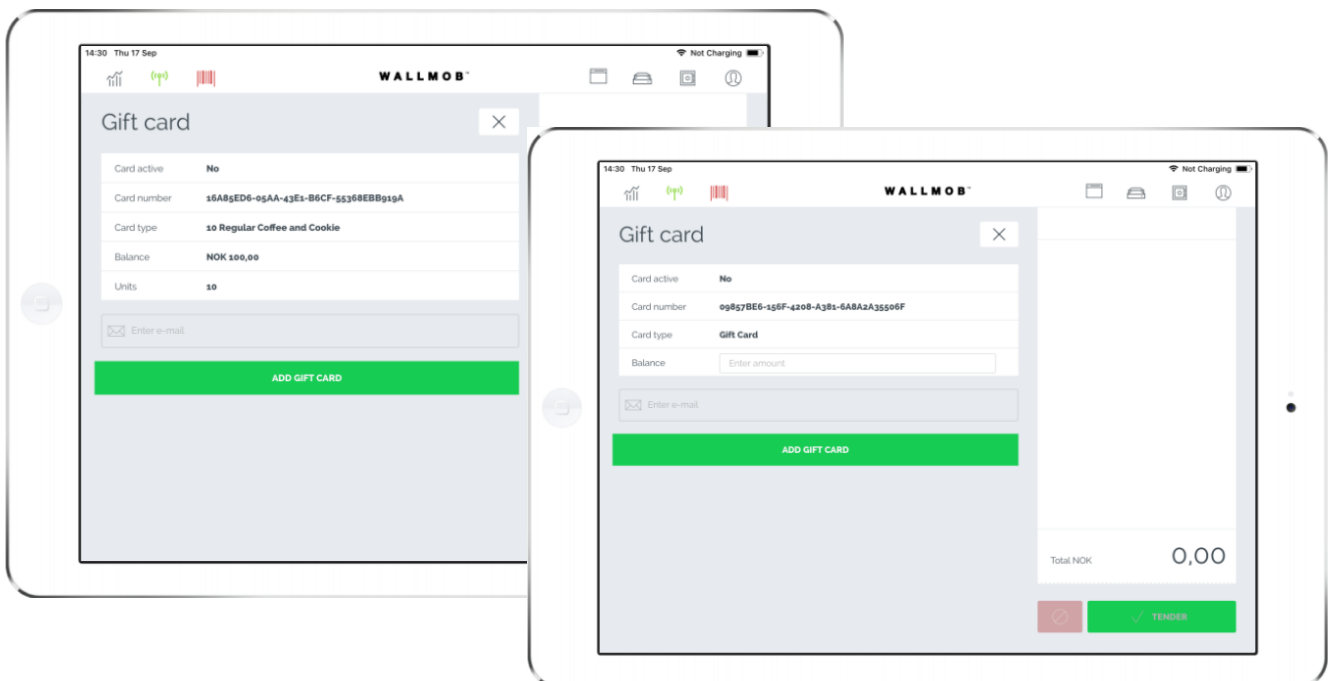 14:30 Thu 17 Sep Not Charging
WALLMOB™
Gift card
Card active No
Card number 16A85ED6-05AA-43E1-B6CF-55368EBB919A
Card type 10 Regular Coffee and Cookie
Balance NOK 100,00
Units 10
Enter e-mail
ADD GIFT CARD
14:30 Thu 17 Sep Not Charging
WALLMOB™
Gift card
Card active No
Card number 09857BE6-156F-4208-A381-6A8A2A35506F
Card type Gift Card
Balance Enter amount
Enter e-mail
ADD GIFT CARD
Total NOK 0,00
TENDER